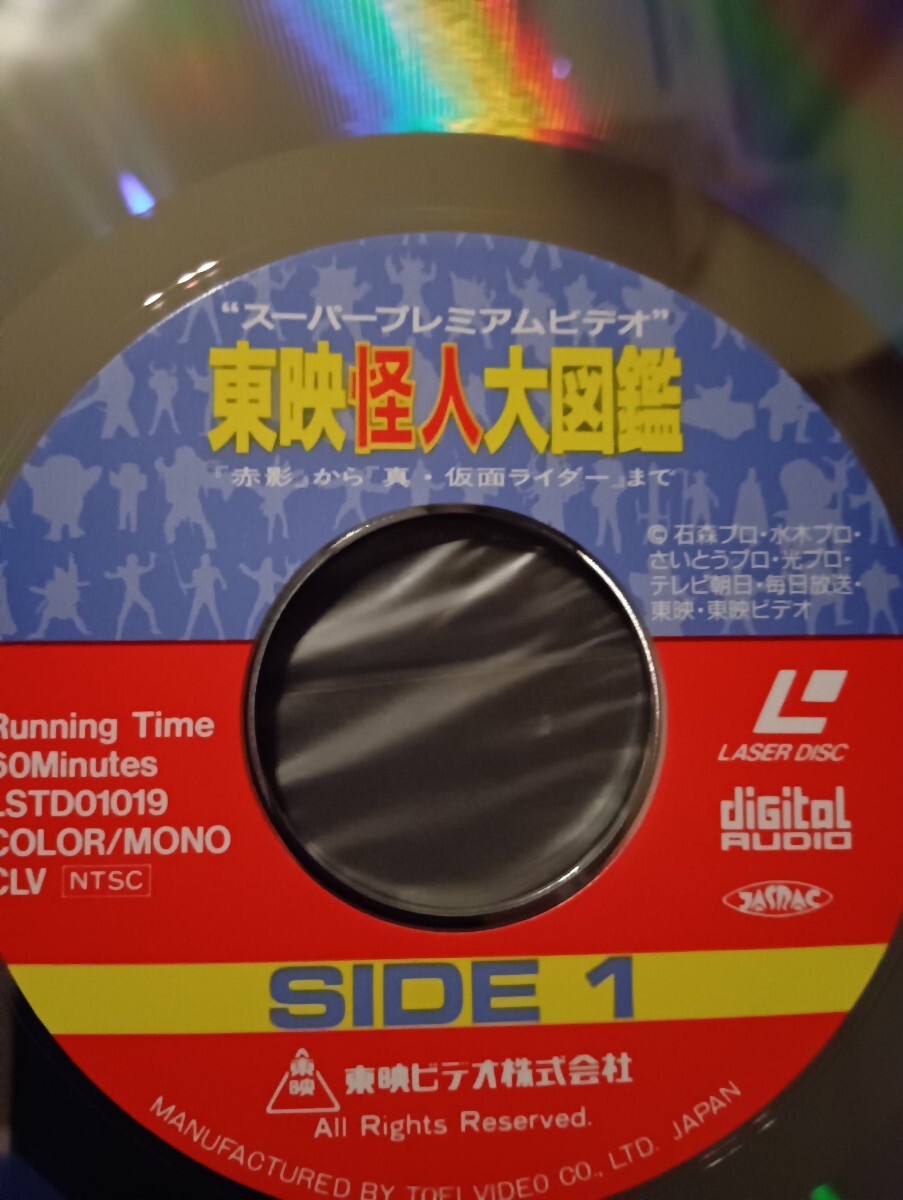 “スーパープレミアムビデオ”
東映怪人大図鑑
『赤影』から『真・仮面ライダー』まで
©石森プロ・水木プロ・
さいとうプロ・光プロ・
テレビ朝日・毎日放送・
東映・東映ビデオ
Running Time
60Minutes
LSTD01019
COLOR/MONO
CLV NTSC
LASER DISC
digital
AUDIO
JASRAC
SIDE 1
東映 東映ビデオ株式会社
All Rights Reserved.
MANUFACTURED BY TOEI VIDEO CO., LTD. JAPAN